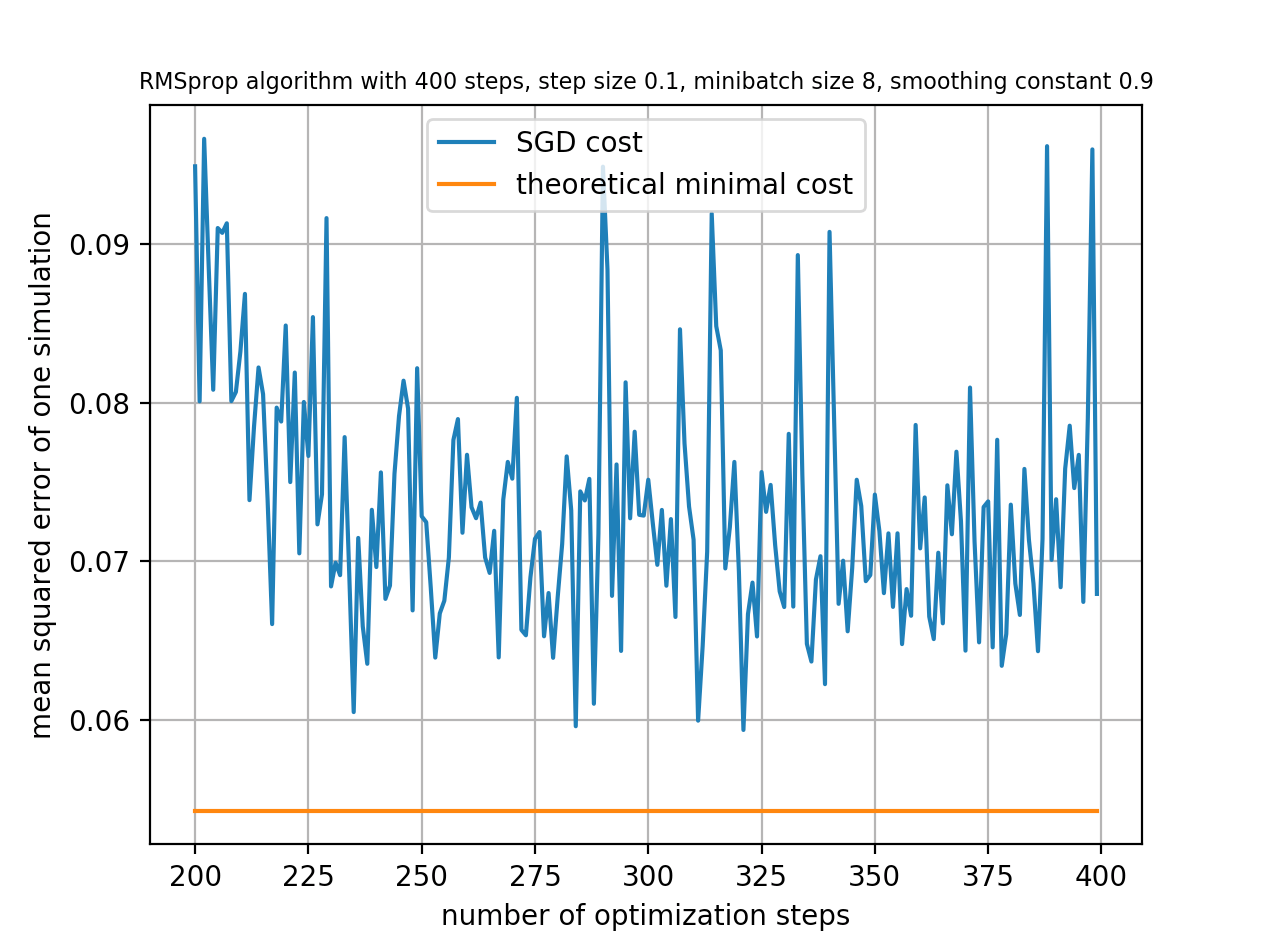 RMSprop algorithm with 400 steps, step size 0.1, minibatch size 8, smoothing constant 0.9
SGD cost
theoretical minimal cost
mean squared error of one simulation
0.09
0.08
0.07
0.06
200 225 250 275 300 325 350 375 400
number of optimization steps